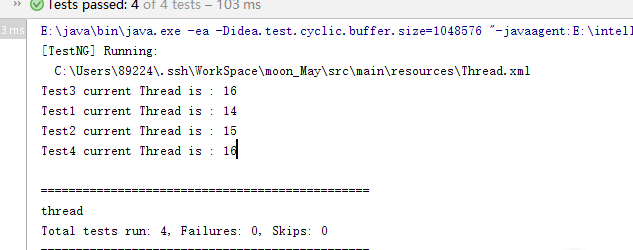 Tests passed: 4 of 4 tests – 103 ms
3 ms
E:\java\bin\java.exe -ea -Didea.test.cyclic.buffer.size=1048576 "-javaagent:E:\intell
[TestNG] Running:
C:\Users\89224\.ssh\WorkSpace\moon_May\src\main\resources\Thread.xml
Test3 current Thread is : 16
Test1 current Thread is : 14
Test2 current Thread is : 15
Test4 current Thread is : 16
===============================================
thread
Total tests run: 4, Failures: 0, Skips: 0
===============================================